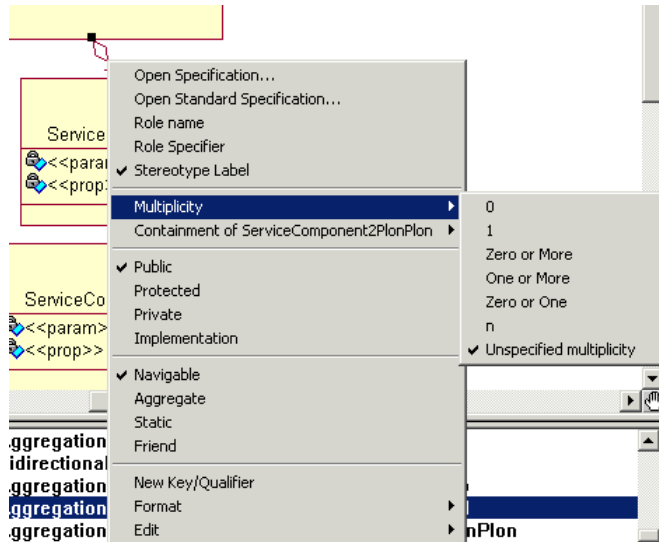 Open Specification...
Open Standard Specification...
Role name
Role Specifier
Stereotype Label
Multiplicity
Containment of ServiceComponent2PlonPlon
Public
Protected
Private
Implementation
Navigable
Aggregate
Static
Friend
New Key/Qualifier
Format
Edit
0
1
Zero or More
One or More
Zero or One
n
Unspecified multiplicity
Service
<<parar
<<prop>
ServiceCo
<<param>
<<prop>>
.ggregation
idirectional
.ggregation
ggregation
.ggregation nPlon